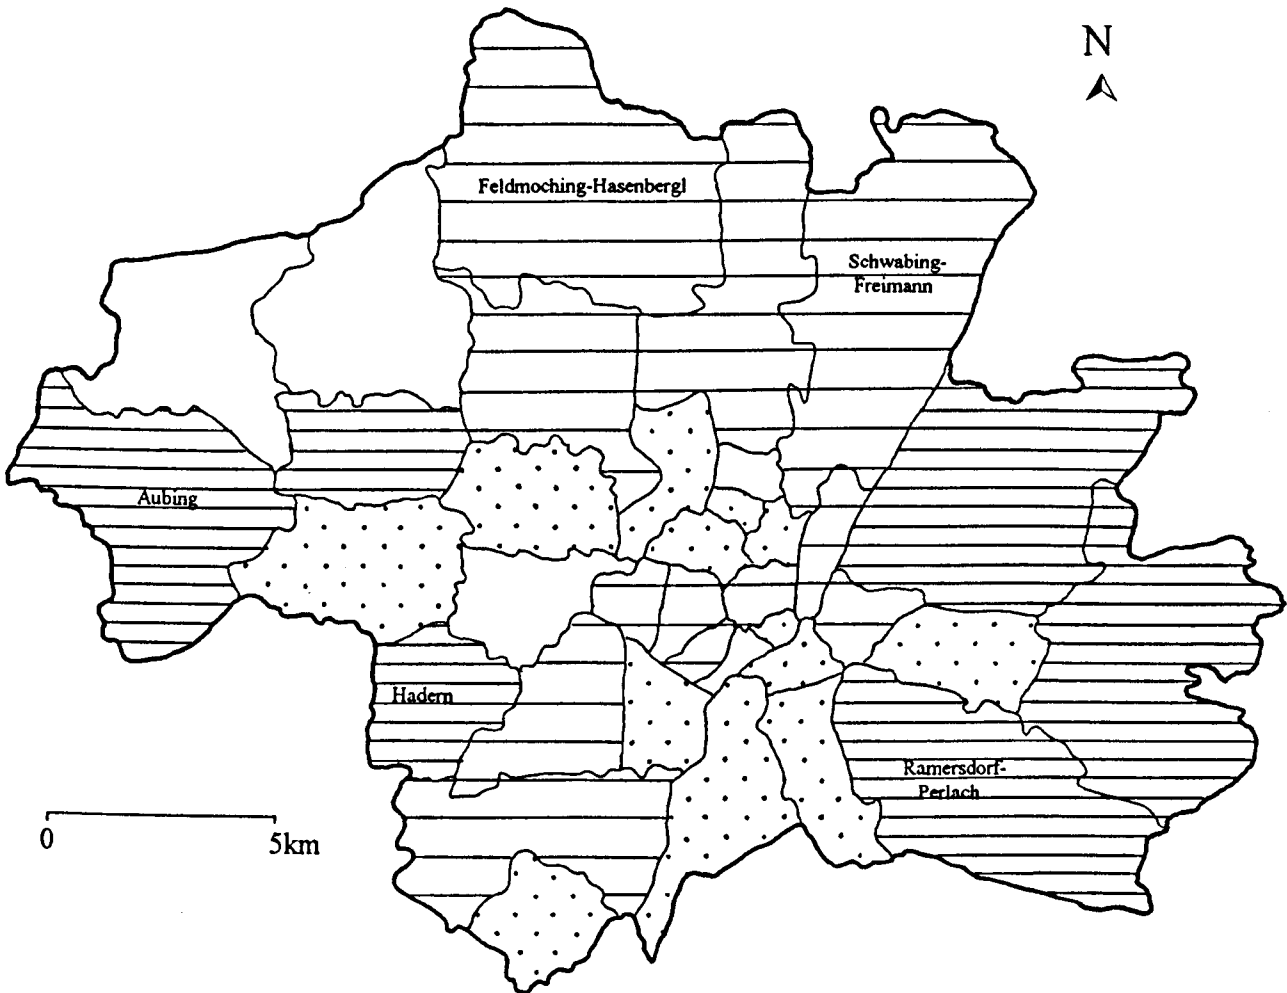 N
Feldmoching-Hasenbergl
Schwabing-
Freimann
Aubing
Hadern
Ramersdorf-
Perlach
0
5km